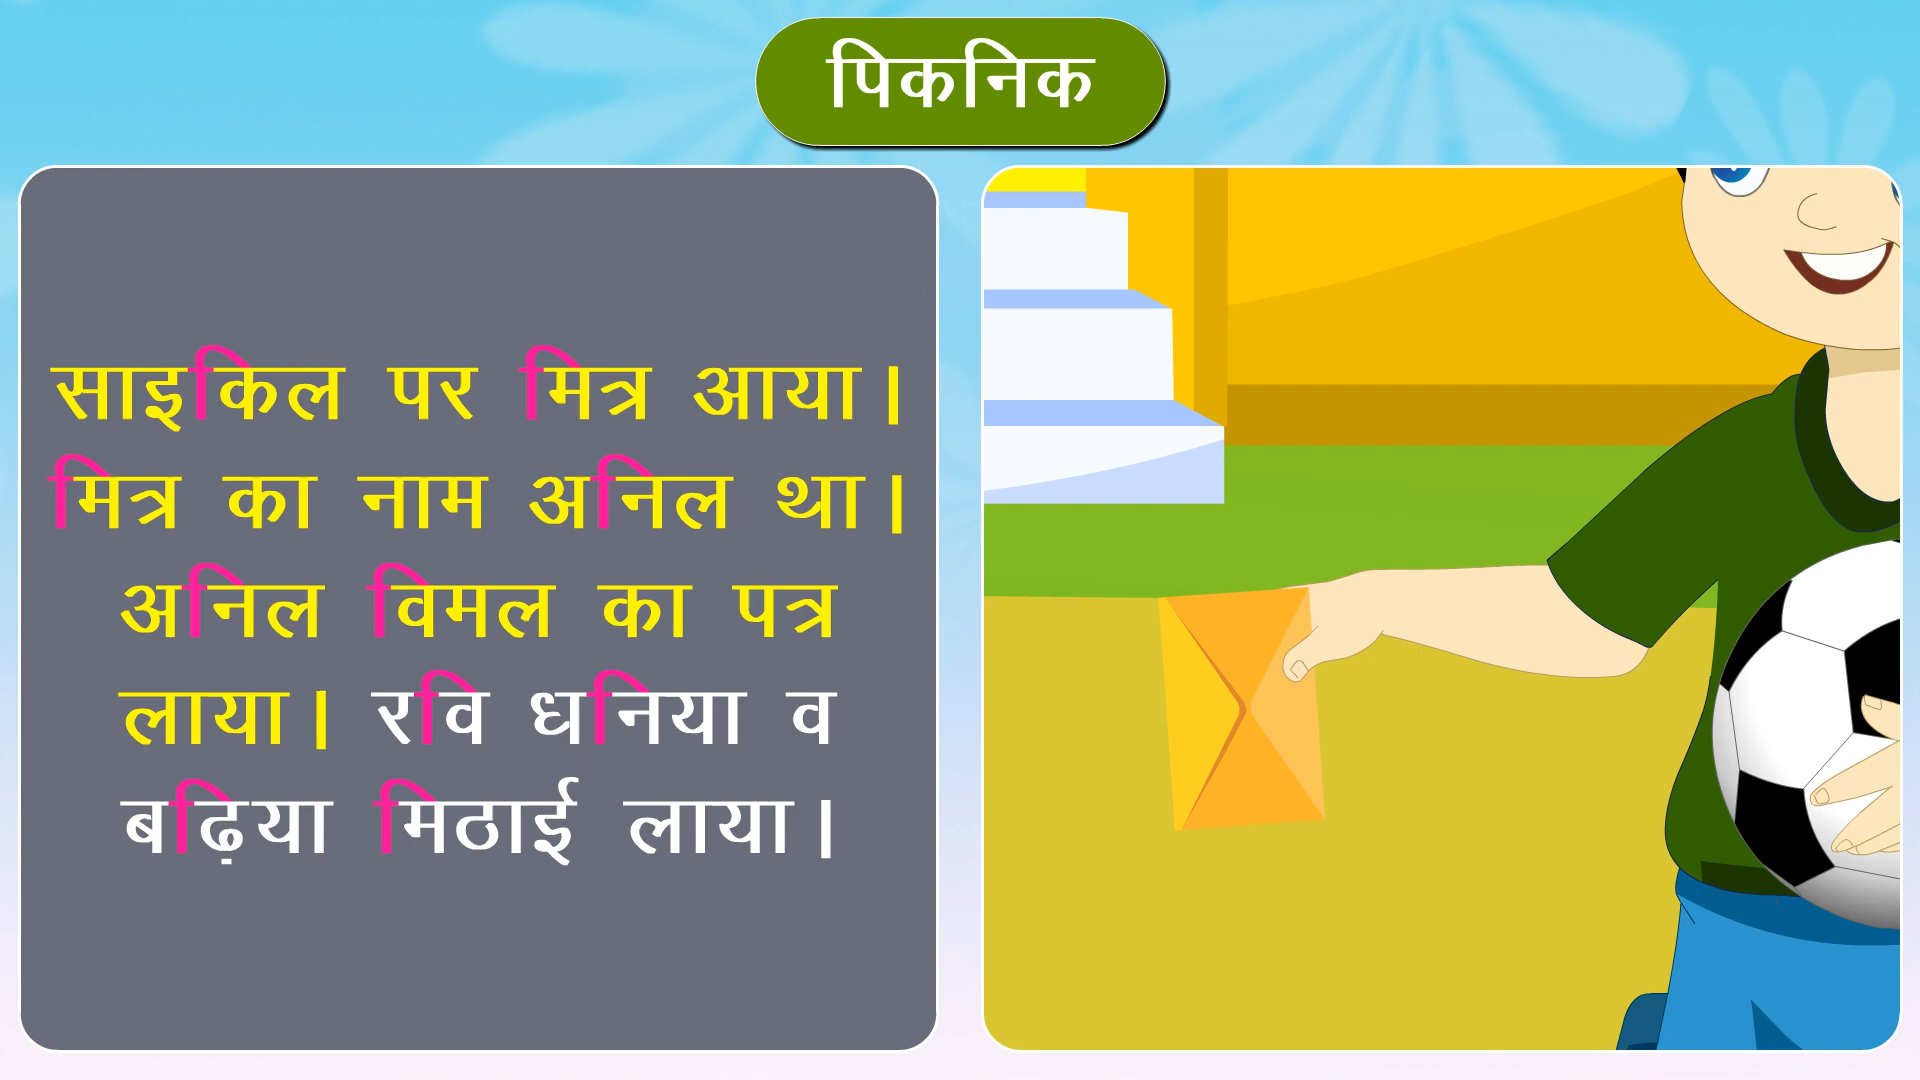 पिकनिक
साइकिल पर मित्र आया।
मित्र का नाम अनिल था।
अनिल विमल का पत्र
लाया। रवि धनिया व
बढ़िया मिठाई लाया।